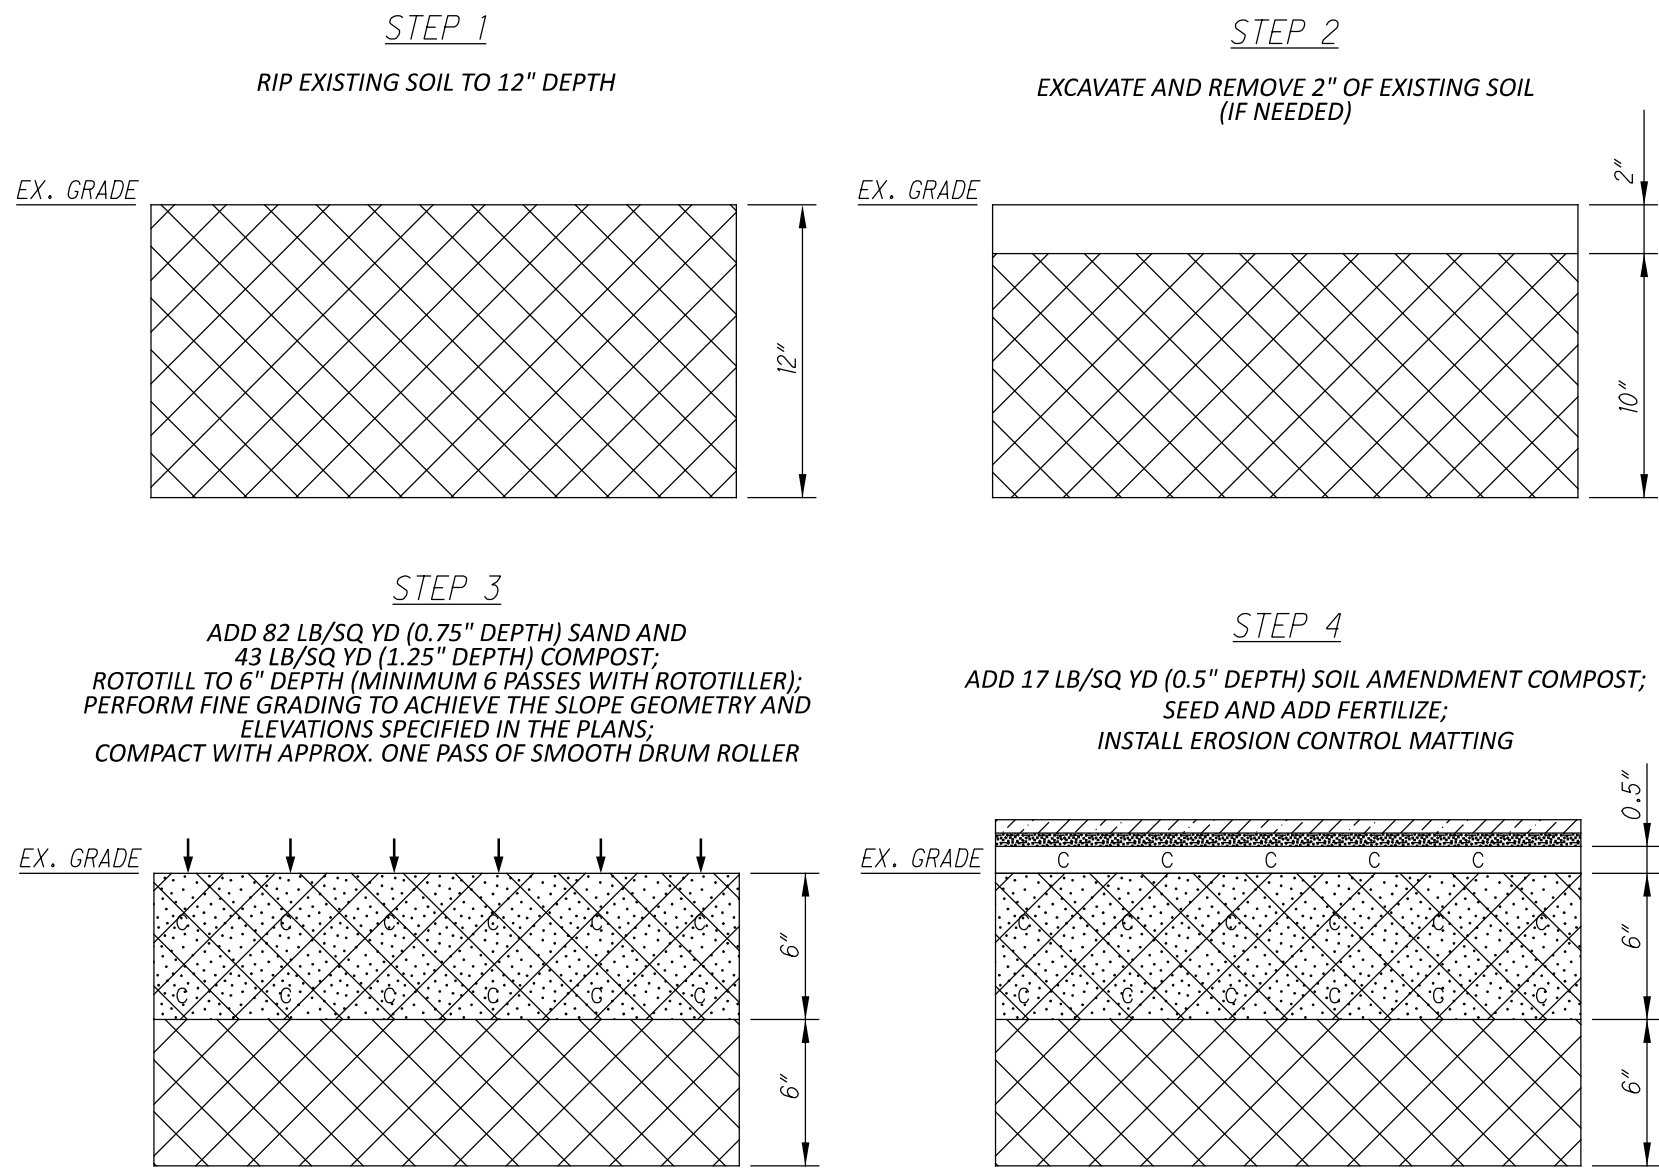 STEP 1
RIP EXISTING SOIL TO 12" DEPTH
EX. GRADE
12"
STEP 2
EXCAVATE AND REMOVE 2" OF EXISTING SOIL
(IF NEEDED)
EX. GRADE
2"
10"
STEP 3
ADD 82 LB/SQ YD (0.75" DEPTH) SAND AND
43 LB/SQ YD (1.25" DEPTH) COMPOST;
ROTOTILL TO 6" DEPTH (MINIMUM 6 PASSES WITH ROTOTILLER);
PERFORM FINE GRADING TO ACHIEVE THE SLOPE GEOMETRY AND
ELEVATIONS SPECIFIED IN THE PLANS;
COMPACT WITH APPROX. ONE PASS OF SMOOTH DRUM ROLLER
EX. GRADE
C C C C C C
C C C C C C
6"
6"
STEP 4
ADD 17 LB/SQ YD (0.5" DEPTH) SOIL AMENDMENT COMPOST;
SEED AND ADD FERTILIZE;
INSTALL EROSION CONTROL MATTING
0.5"
EX. GRADE
C C C C C
C C C C C C
C C C C C C
6"
6"